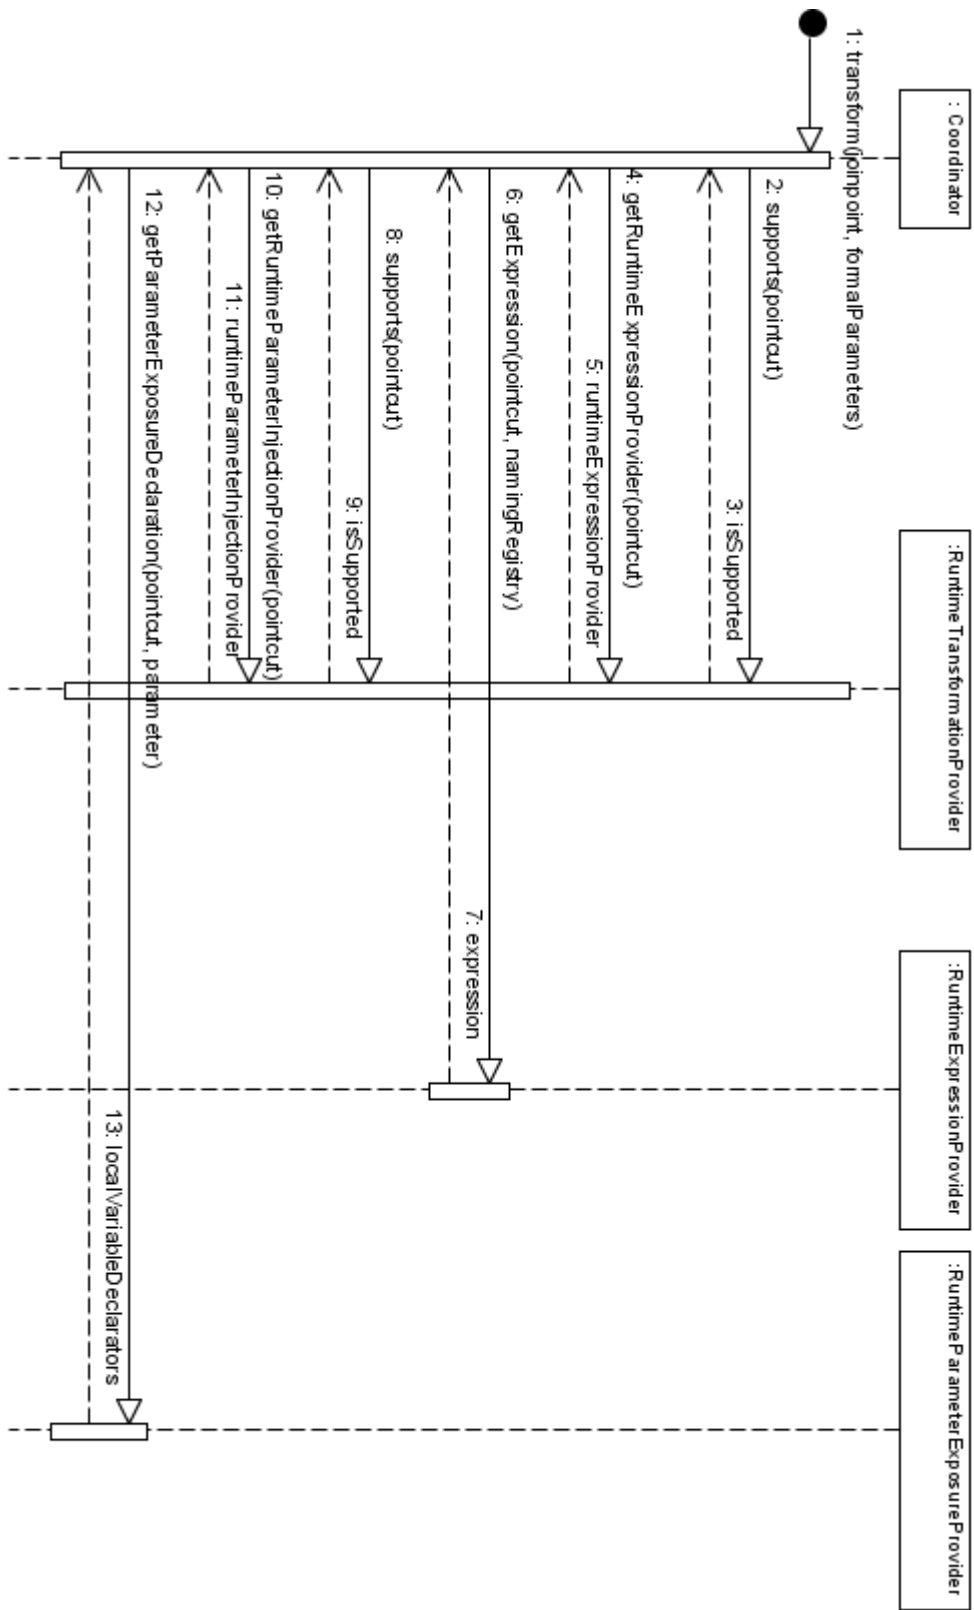 : Coordinator
:RuntimeTransformationProvider
:RuntimeExpressionProvider
:RuntimeParameterExposureProvider
1: transform(joinpoint, formalParameters)
2: supports(pointcut)
3: isSupported
4: getRuntimeExpressionProvider(pointcut)
5: runtimeExpressionProvider
6: getExpression(pointcut, namingRegistry)
7: expression
8: supports(pointcut)
9: isSupported
10: getRuntimeParameterInjectionProvider(pointcut)
11: runtimeParameterInjectionProvider
12: getParameterExposureDeclaration(pointcut, parameter)
13: localVariableDeclarators